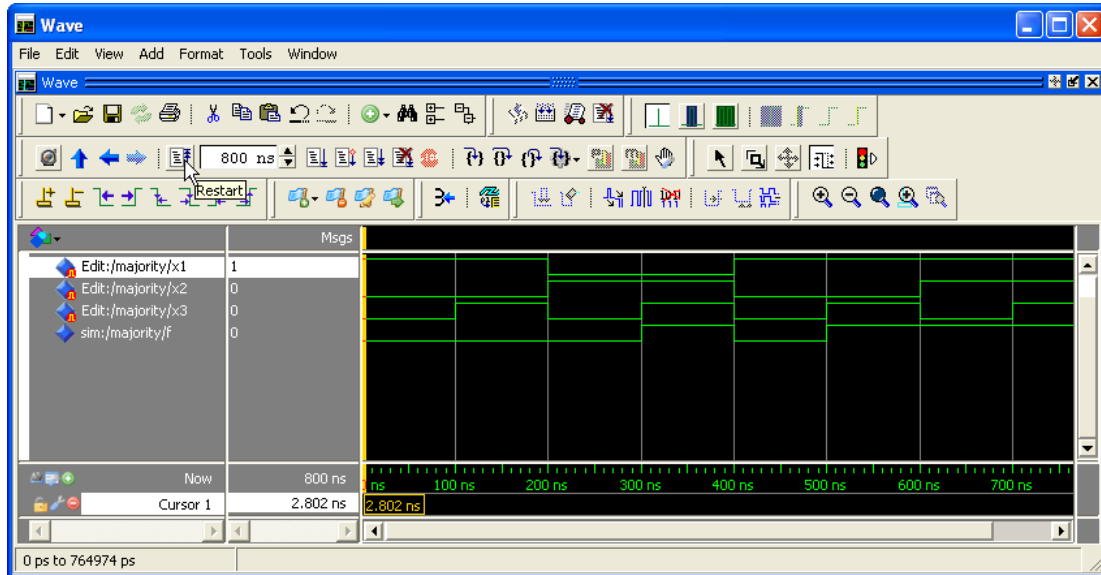 Wave
File Edit View Add Format Tools Window
Wave
800 ns
Restart
Msgs
Edit:/majority/x1 1
Edit:/majority/x2 0
Edit:/majority/x3 0
sim:/majority/f 0
Now 800 ns
ns 100 ns 200 ns 300 ns 400 ns 500 ns 600 ns 700 ns
Cursor 1 2.802 ns 2.802 ns
0 ps to 764974 ps